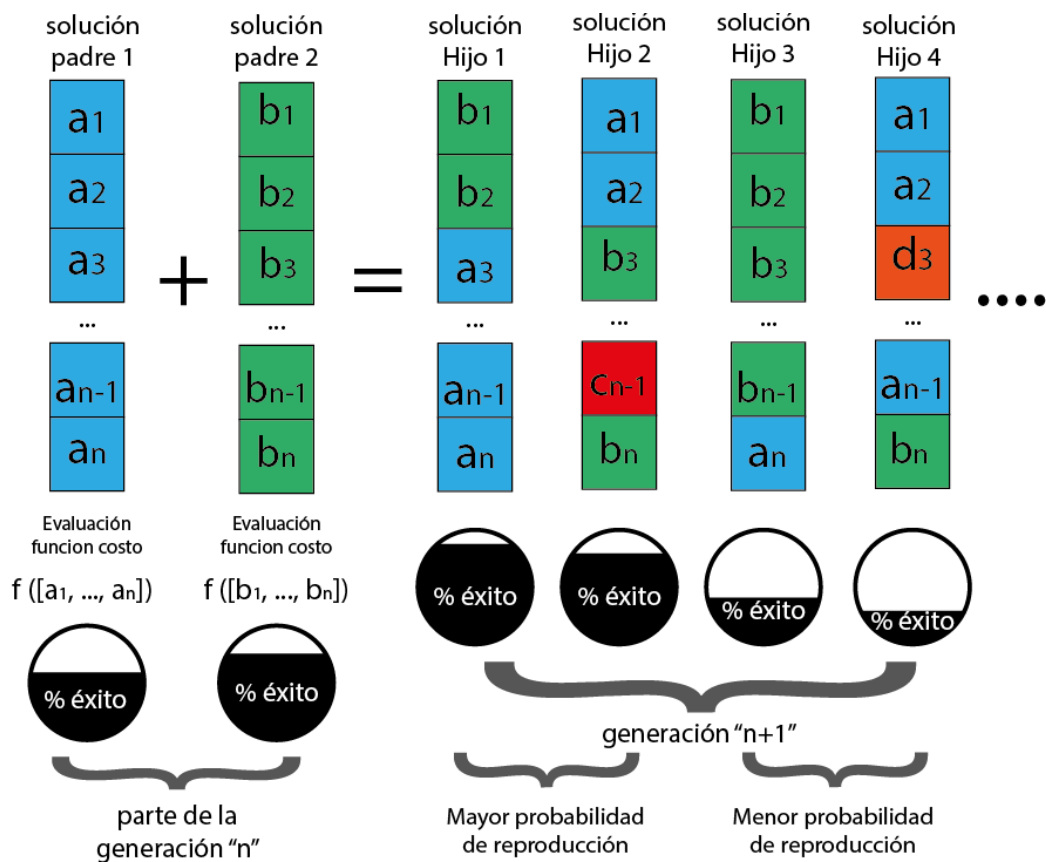 solución
padre 1
solución
padre 2
solución
Hijo 1
solución
Hijo 2
solución
Hijo 3
solución
Hijo 4
a1
a2
a3
...
an-1
an
+
b1
b2
b3
...
bn-1
bn
=
b1
b2
a3
...
an-1
an
a1
a2
b3
...
cn-1
bn
b1
b2
b3
...
bn-1
an
a1
a2
d3
...
an-1
bn
....
Evaluación
funcion costo
f ([a1, ..., an])
% éxito
Evaluación
funcion costo
f ([b1, ..., bn])
% éxito
% éxito
% éxito
% éxito
% éxito
parte de la
generación “n”
generación “n+1”
Mayor probabilidad
de reproducción
Menor probabilidad
de reproducción